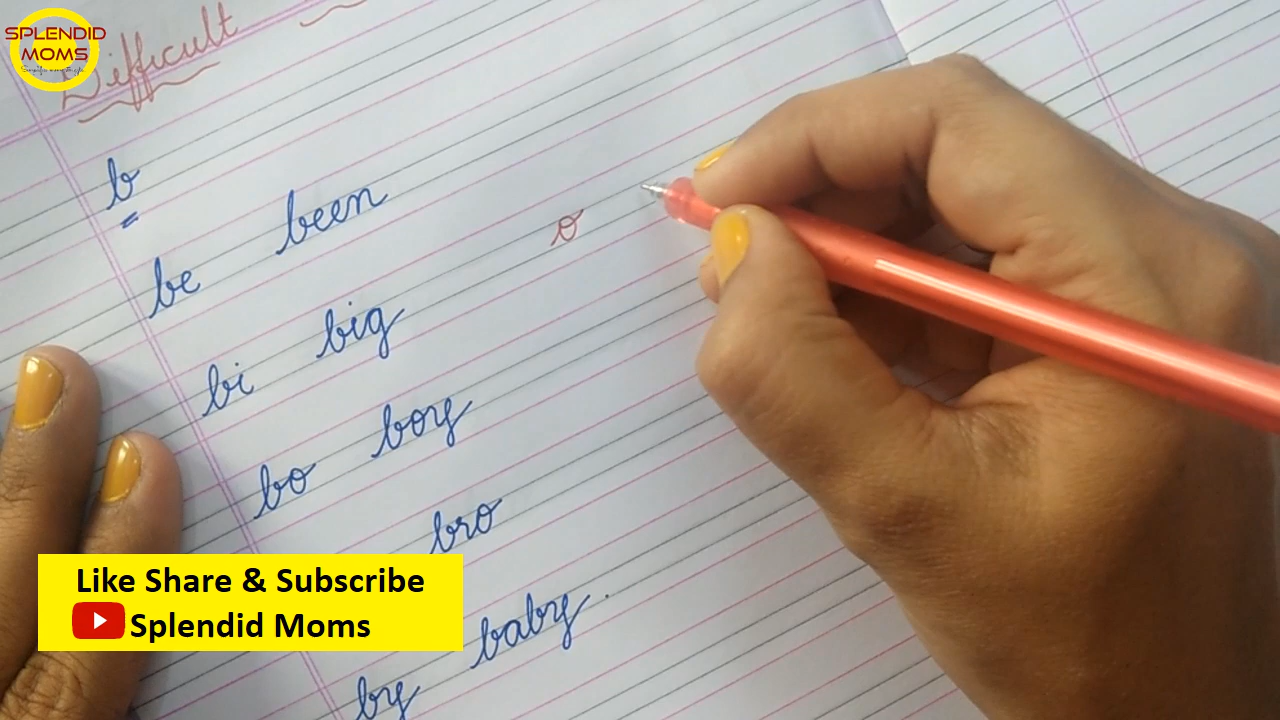 SPLENDID
MOMS
Difficult
b
be been
bi big
bo boy
bro
by baby.
o
Like Share & Subscribe
Splendid Moms